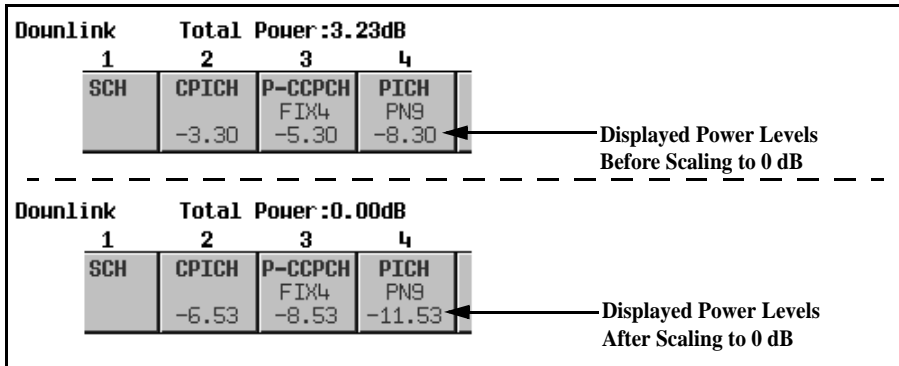 Downlink Total Power:3.23dB
1 2 3 4
SCH CPICH P-CCPCH PICH
FIX4 PN9
-3.30 -5.30 -8.30
Displayed Power Levels
Before Scaling to 0 dB
Downlink Total Power:0.00dB
1 2 3 4
SCH CPICH P-CCPCH PICH
FIX4 PN9
-6.53 -8.53 -11.53
Displayed Power Levels
After Scaling to 0 dB